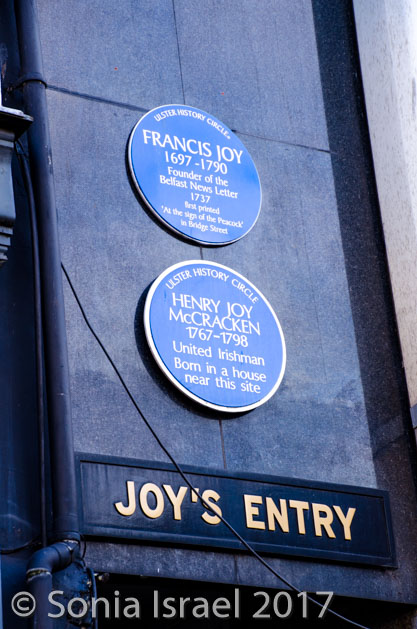 ULSTER HISTORY CIRCLE
FRANCIS JOY
1697-1790
Founder of the
Belfast News Letter
1737
first printed
'At the sign of the Peacock'
in Bridge Street
ULSTER HISTORY CIRCLE
HENRY JOY
McCRACKEN
1767-1798
United Irishman
Born in a house
near this site
JOY'S ENTRY
© Sonia Israel 2017